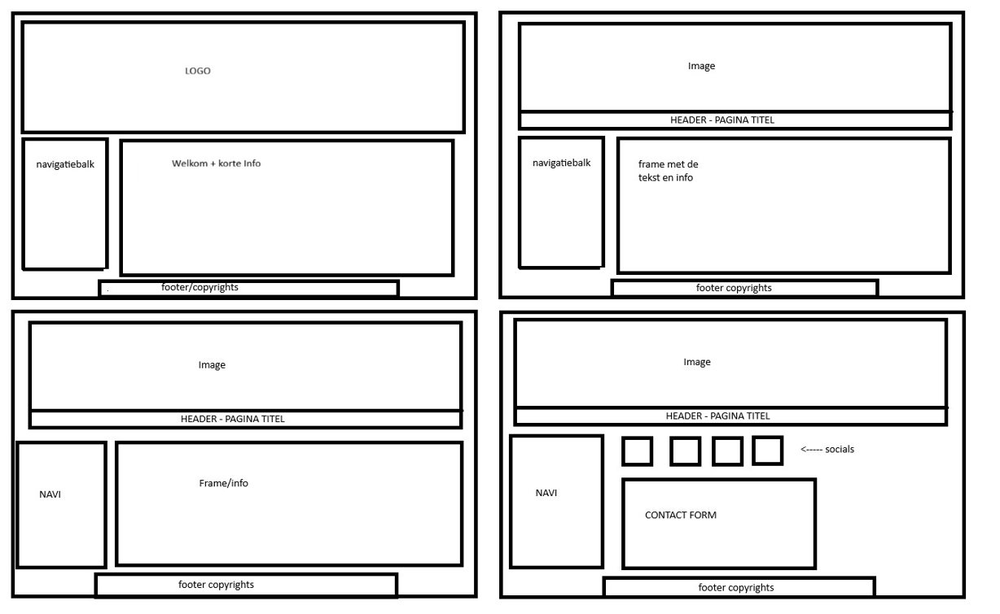 LOGO
navigatiebalk
Welkom + korte Info
footer/copyrights
Image
HEADER - PAGINA TITEL
navigatiebalk
frame met de
tekst en info
footer copyrights
Image
HEADER - PAGINA TITEL
NAVI
Frame/info
footer copyrights
Image
HEADER - PAGINA TITEL
<----- socials
NAVI
CONTACT FORM
footer copyrights